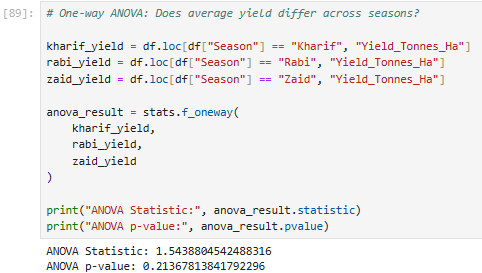 [89]: # One-way ANOVA: Does average yield differ across seasons?
kharif_yield = df.loc[df["Season"] == "Kharif", "Yield_Tonnes_Ha"]
rabi_yield = df.loc[df["Season"] == "Rabi", "Yield_Tonnes_Ha"]
zaid_yield = df.loc[df["Season"] == "Zaid", "Yield_Tonnes_Ha"]
anova_result = stats.f_oneway(
    kharif_yield,
    rabi_yield,
    zaid_yield
)
print("ANOVA Statistic:", anova_result.statistic)
print("ANOVA p-value:", anova_result.pvalue)
ANOVA Statistic: 1.5438804542488316
ANOVA p-value: 0.21367813841792296